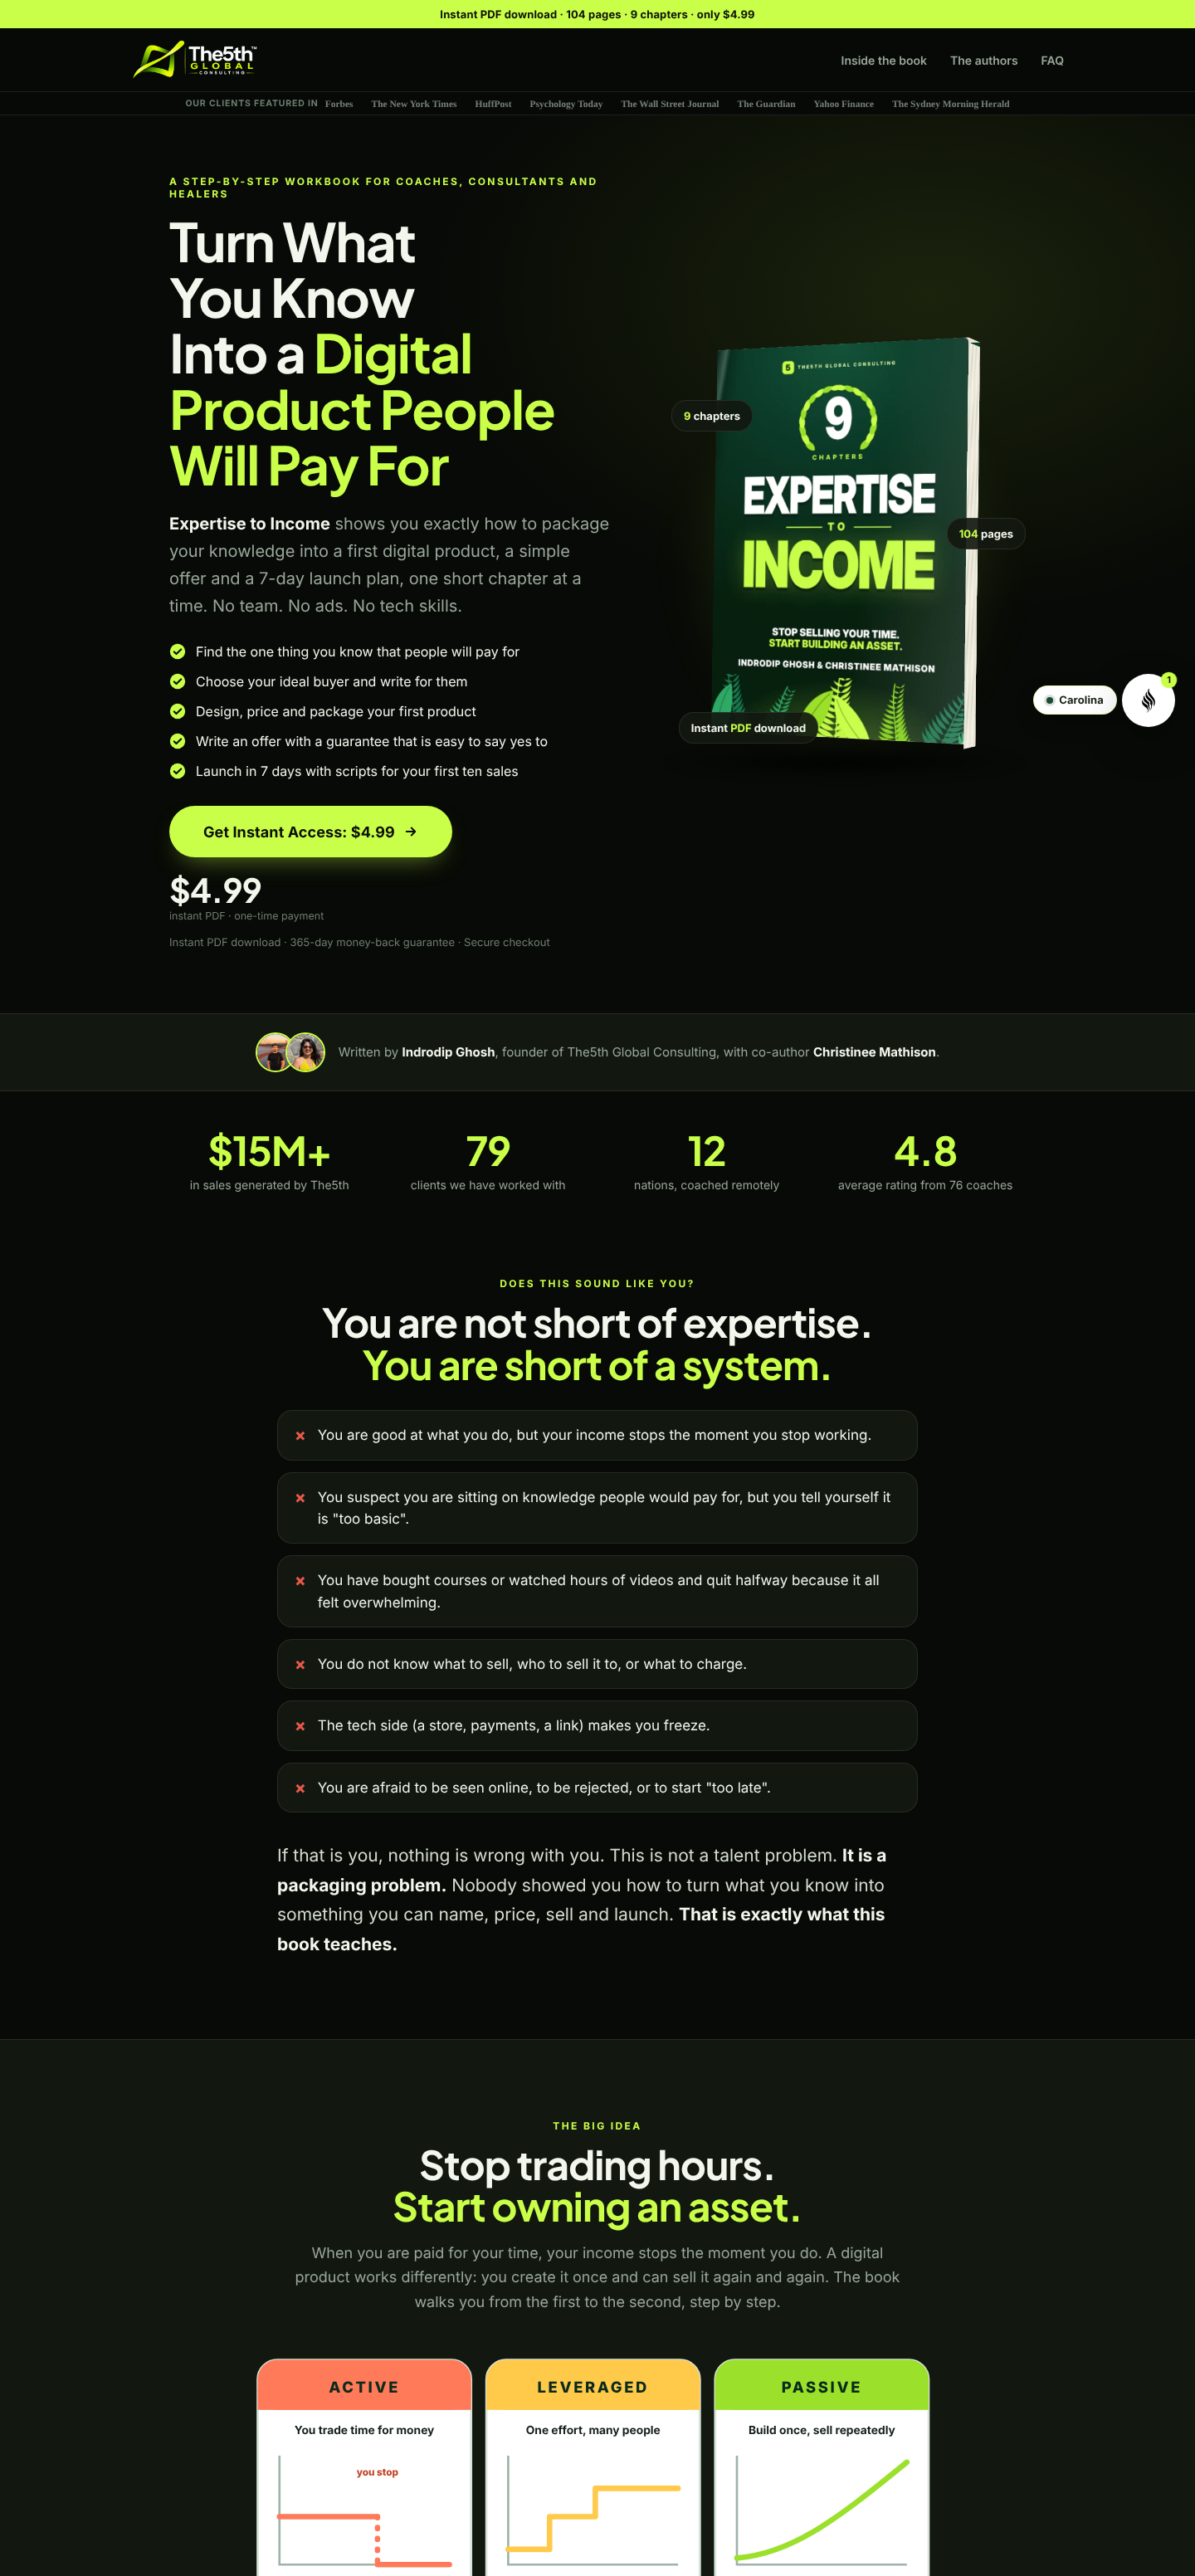 Instant PDF download · 104 pages · 9 chapters · only $4.99
The5th™
GLOBAL
CONSULTING
Inside the book
The authors
FAQ
OUR CLIENTS FEATURED IN Forbes The New York Times HuffPost Psychology Today The Wall Street Journal The Guardian Yahoo Finance The Sydney Morning Herald
A STEP-BY-STEP WORKBOOK FOR COACHES, CONSULTANTS AND
HEALERS
Turn What
You Know
Into a Digital
Product People
Will Pay For
Expertise to Income shows you exactly how to package
your knowledge into a first digital product, a simple
offer and a 7-day launch plan, one short chapter at a
time. No team. No ads. No tech skills.
Find the one thing you know that people will pay for
Choose your ideal buyer and write for them
Design, price and package your first product
Write an offer with a guarantee that is easy to say yes to
Launch in 7 days with scripts for your first ten sales
Get Instant Access: $4.99 →
$4.99
instant PDF · one-time payment
Instant PDF download · 365-day money-back guarantee · Secure checkout
5 THE5TH GLOBAL CONSULTING
9
CHAPTERS
EXPERTISE
TO
INCOME
STOP SELLING YOUR TIME.
START BUILDING AN ASSET.
INDRODIP GHOSH & CHRISTINEE MATHISON
9 chapters
104 pages
Instant PDF download
Carolina
1
Written by Indrodip Ghosh, founder of The5th Global Consulting, with co-author Christinee Mathison.
$15M+
in sales generated by The5th
79
clients we have worked with
12
nations, coached remotely
4.8
average rating from 76 coaches
DOES THIS SOUND LIKE YOU?
You are not short of expertise.
You are short of a system.
You are good at what you do, but your income stops the moment you stop working.
You suspect you are sitting on knowledge people would pay for, but you tell yourself it
is "too basic".
You have bought courses or watched hours of videos and quit halfway because it all
felt overwhelming.
You do not know what to sell, who to sell it to, or what to charge.
The tech side (a store, payments, a link) makes you freeze.
You are afraid to be seen online, to be rejected, or to start "too late".
If that is you, nothing is wrong with you. This is not a talent problem. It is a
packaging problem. Nobody showed you how to turn what you know into
something you can name, price, sell and launch. That is exactly what this
book teaches.
THE BIG IDEA
Stop trading hours.
Start owning an asset.
When you are paid for your time, your income stops the moment you do. A digital
product works differently: you create it once and can sell it again and again. The book
walks you from the first to the second, step by step.
ACTIVE
You trade time for money
you stop
LEVERAGED
One effort, many people
PASSIVE
Build once, sell repeatedly